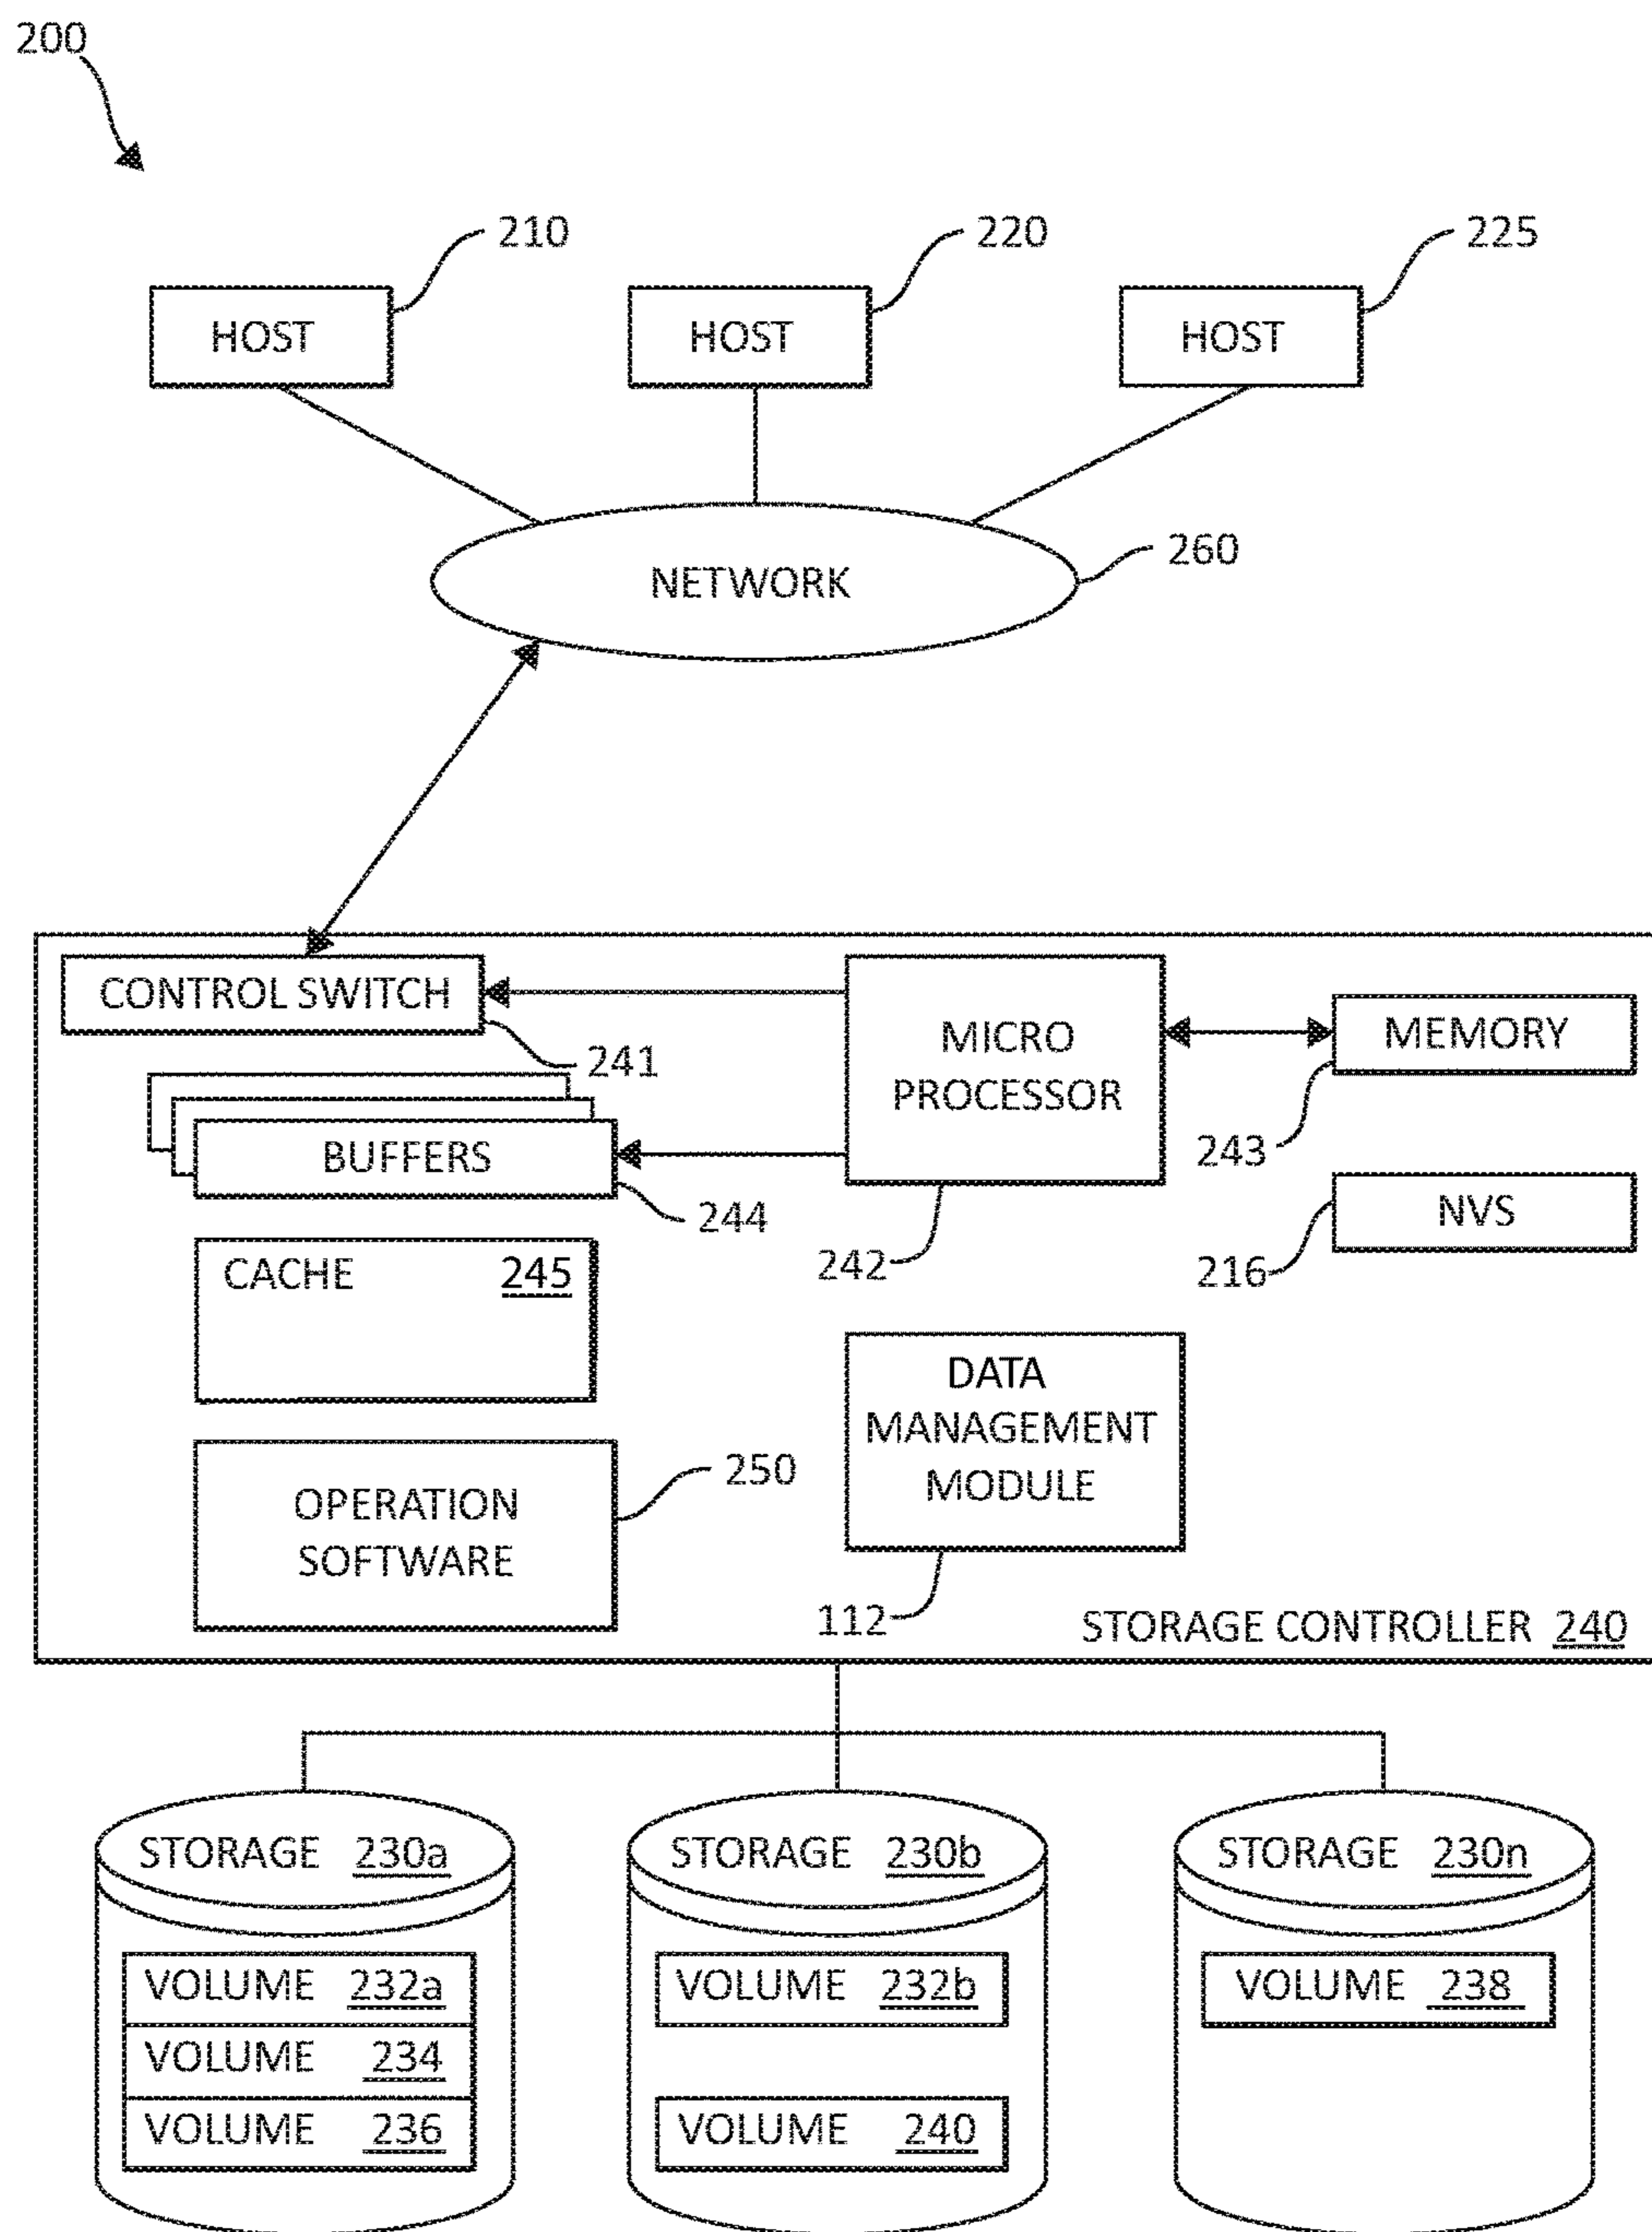 200
210
220
225
HOST
HOST
HOST
260
NETWORK
CONTROL SWITCH
241
MICRO
PROCESSOR
242
MEMORY
243
BUFFERS
244
NVS
216
CACHE 245
DATA
MANAGEMENT
MODULE
112
OPERATION
SOFTWARE
250
STORAGE CONTROLLER 240
STORAGE 230a
VOLUME 232a
VOLUME 234
VOLUME 236
STORAGE 230b
VOLUME 232b
VOLUME 240
STORAGE 230n
VOLUME 238